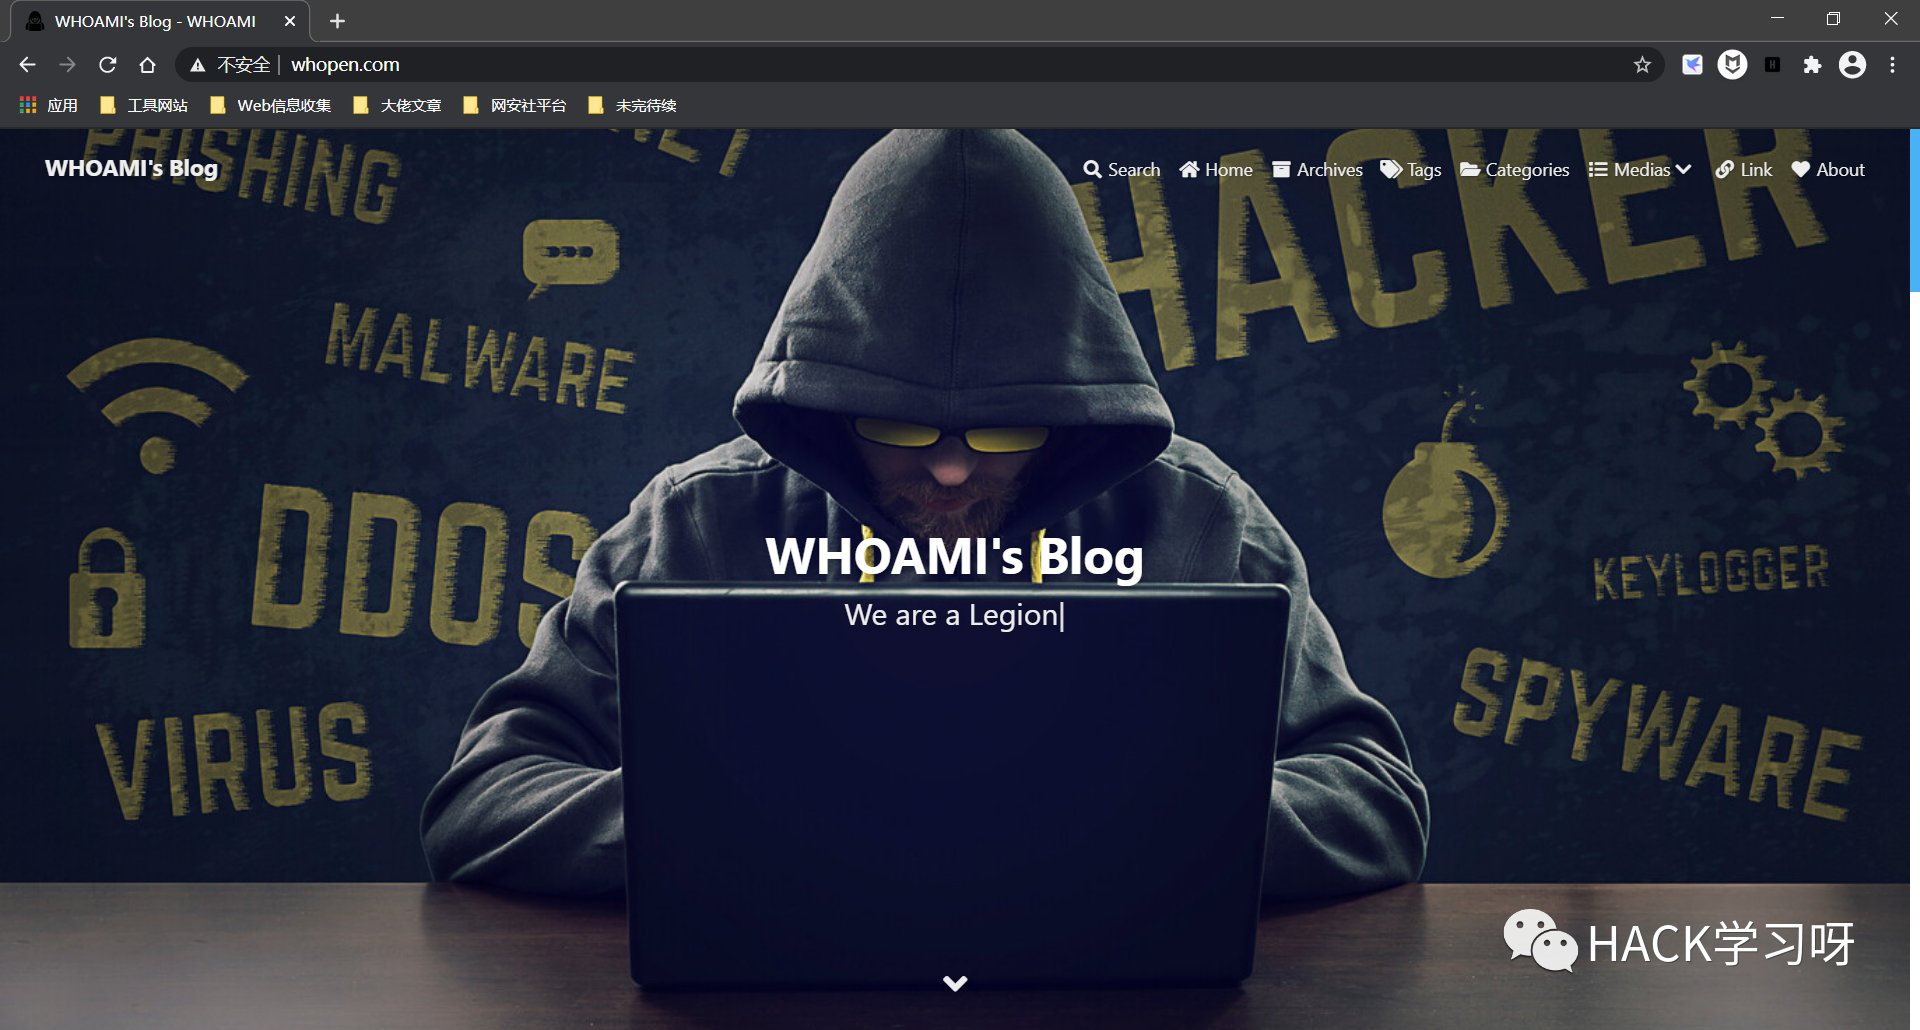 WHOAMI's Blog - WHOAMI
不安全 | whopen.com
应用 工具网站 Web信息收集 大佬文章 网安社平台 未完待续
WHOAMI's Blog Search Home Archives Tags Categories Medias Link About
PHISHING
HACKER
MALWARE
DDOS
KEYLOGGER
WHOAMI's Blog
We are a Legion|
SPYWARE
VIRUS
HACK学习呀